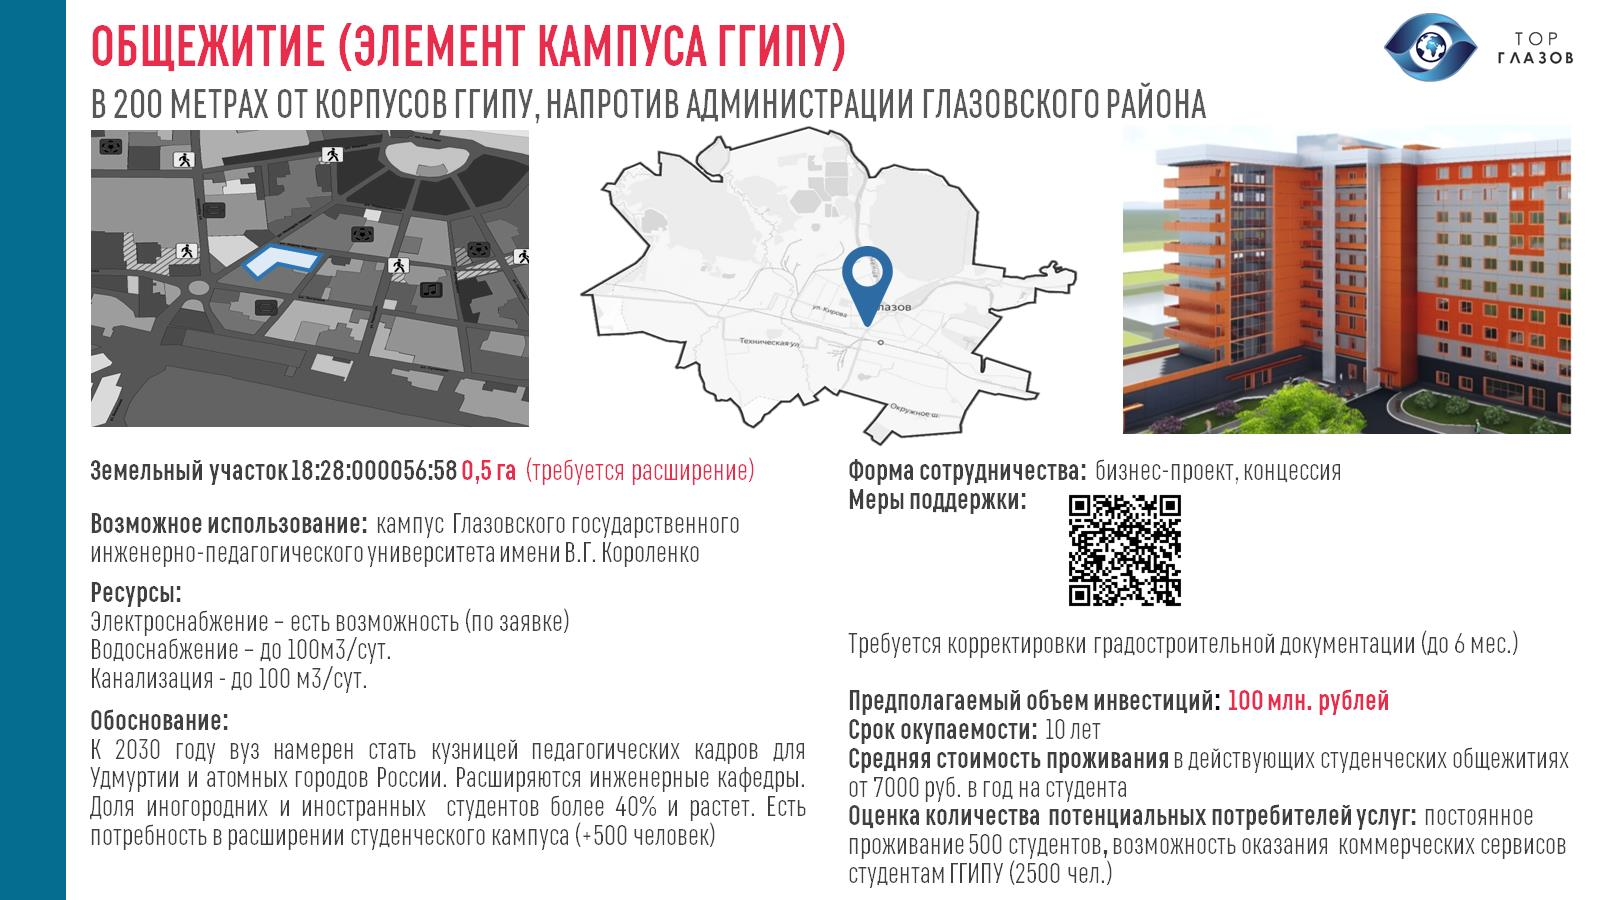 ОБЩЕЖИТИЕ (ЭЛЕМЕНТ КАМПУСА ГГИПУ)
ТОР
ГЛАЗОВ
В 200 МЕТРАХ ОТ КОРПУСОВ ГГИПУ, НАПРОТИВ АДМИНИСТРАЦИИ ГЛАЗОВСКОГО РАЙОНА
лазов
ул. Кирова
Техническая ул
Окружное ш.
Земельный участок 18:28:000056:58 0,5 га (требуется расширение)
Возможное использование: кампус Глазовского государственного
инженерно-педагогического университета имени В.Г. Короленко
Ресурсы:
Электроснабжение – есть возможность (по заявке)
Водоснабжение – до 100м3/сут.
Канализация - до 100 м3/сут.
Обоснование:
К 2030 году вуз намерен стать кузницей педагогических кадров для
Удмуртии и атомных городов России. Расширяются инженерные кафедры.
Доля иногородних и иностранных студентов более 40% и растет. Есть
потребность в расширении студенческого кампуса (+500 человек)
Форма сотрудничества: бизнес-проект, концессия
Меры поддержки:
Требуется корректировки градостроительной документации (до 6 мес.)
Предполагаемый объем инвестиций: 100 млн. рублей
Срок окупаемости: 10 лет
Средняя стоимость проживания в действующих студенческих общежитиях
от 7000 руб. в год на студента
Оценка количества потенциальных потребителей услуг: постоянное
проживание 500 студентов, возможность оказания коммерческих сервисов
студентам ГГИПУ (2500 чел.)